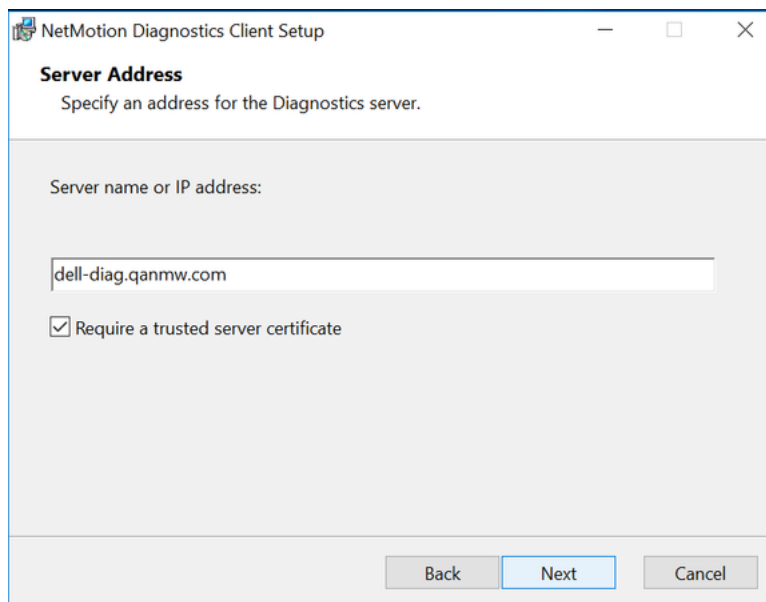 NetMotion Diagnostics Client Setup
Server Address
Specify an address for the Diagnostics server.
Server name or IP address:
dell-diag.qanmw.com
Require a trusted server certificate
Back Next Cancel